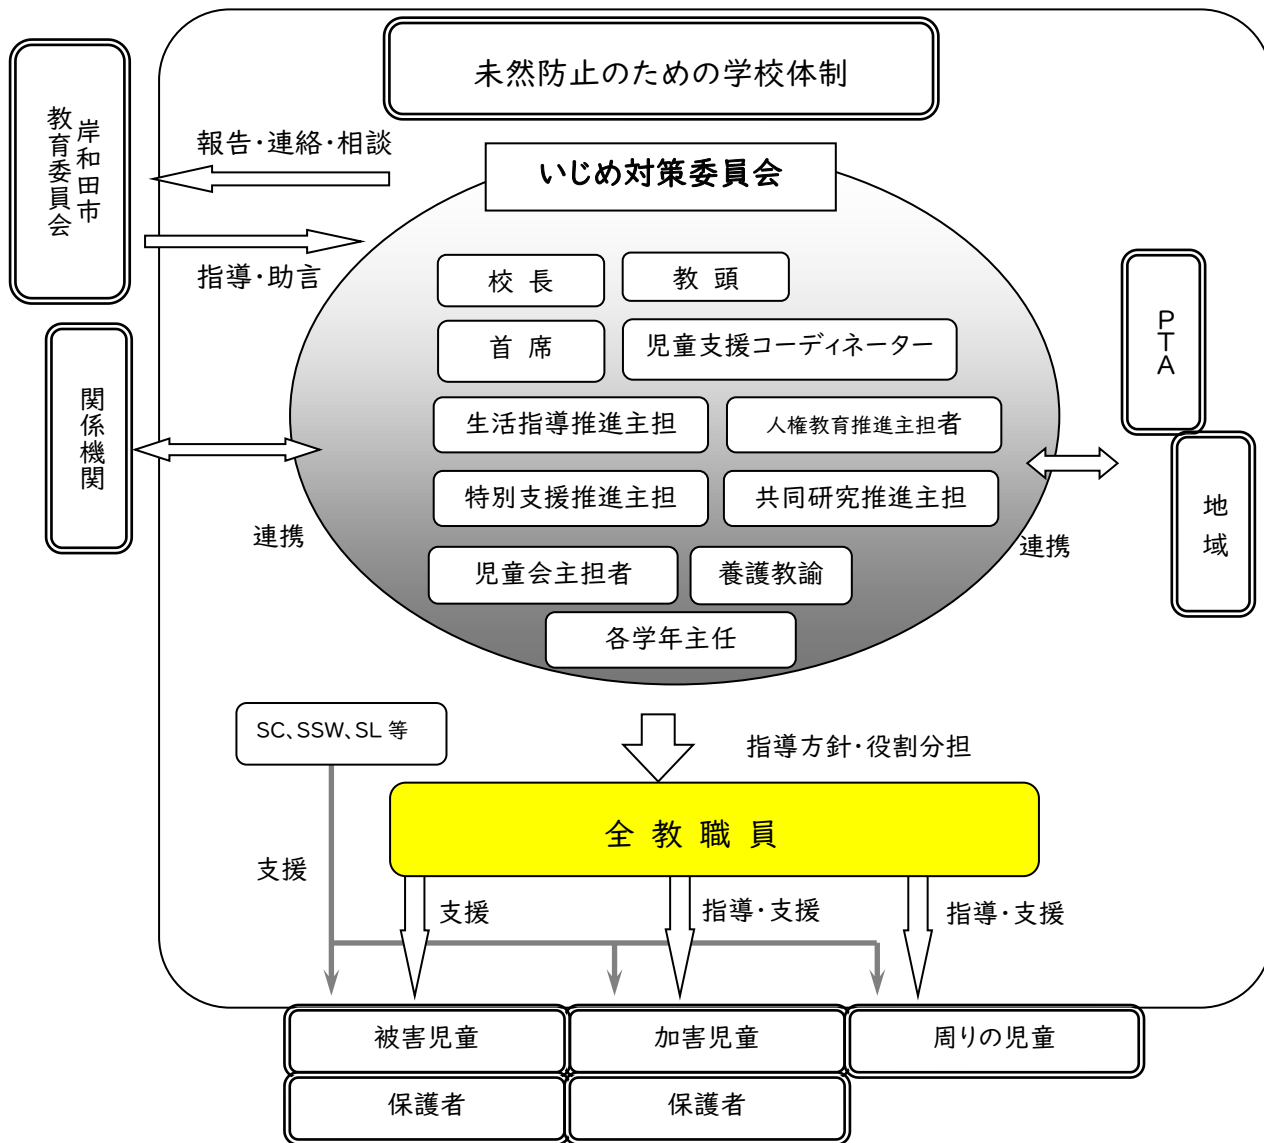 未然防止のための学校体制
岸和田市
教育委員会
報告・連絡・相談
指導・助言
いじめ対策委員会
校 長
教 頭
首 席
児童支援コーディネーター
生活指導推進主担
人権教育推進主担者
特別支援推進主担
共同研究推進主担
児童会主担者
養護教諭
各学年主任
関係機関
連携
PTA
地域
連携
SC、SSW、SL 等
指導方針・役割分担
全 教 職 員
支援
支援
指導・支援
指導・支援
被害児童
加害児童
周りの児童
保護者
保護者